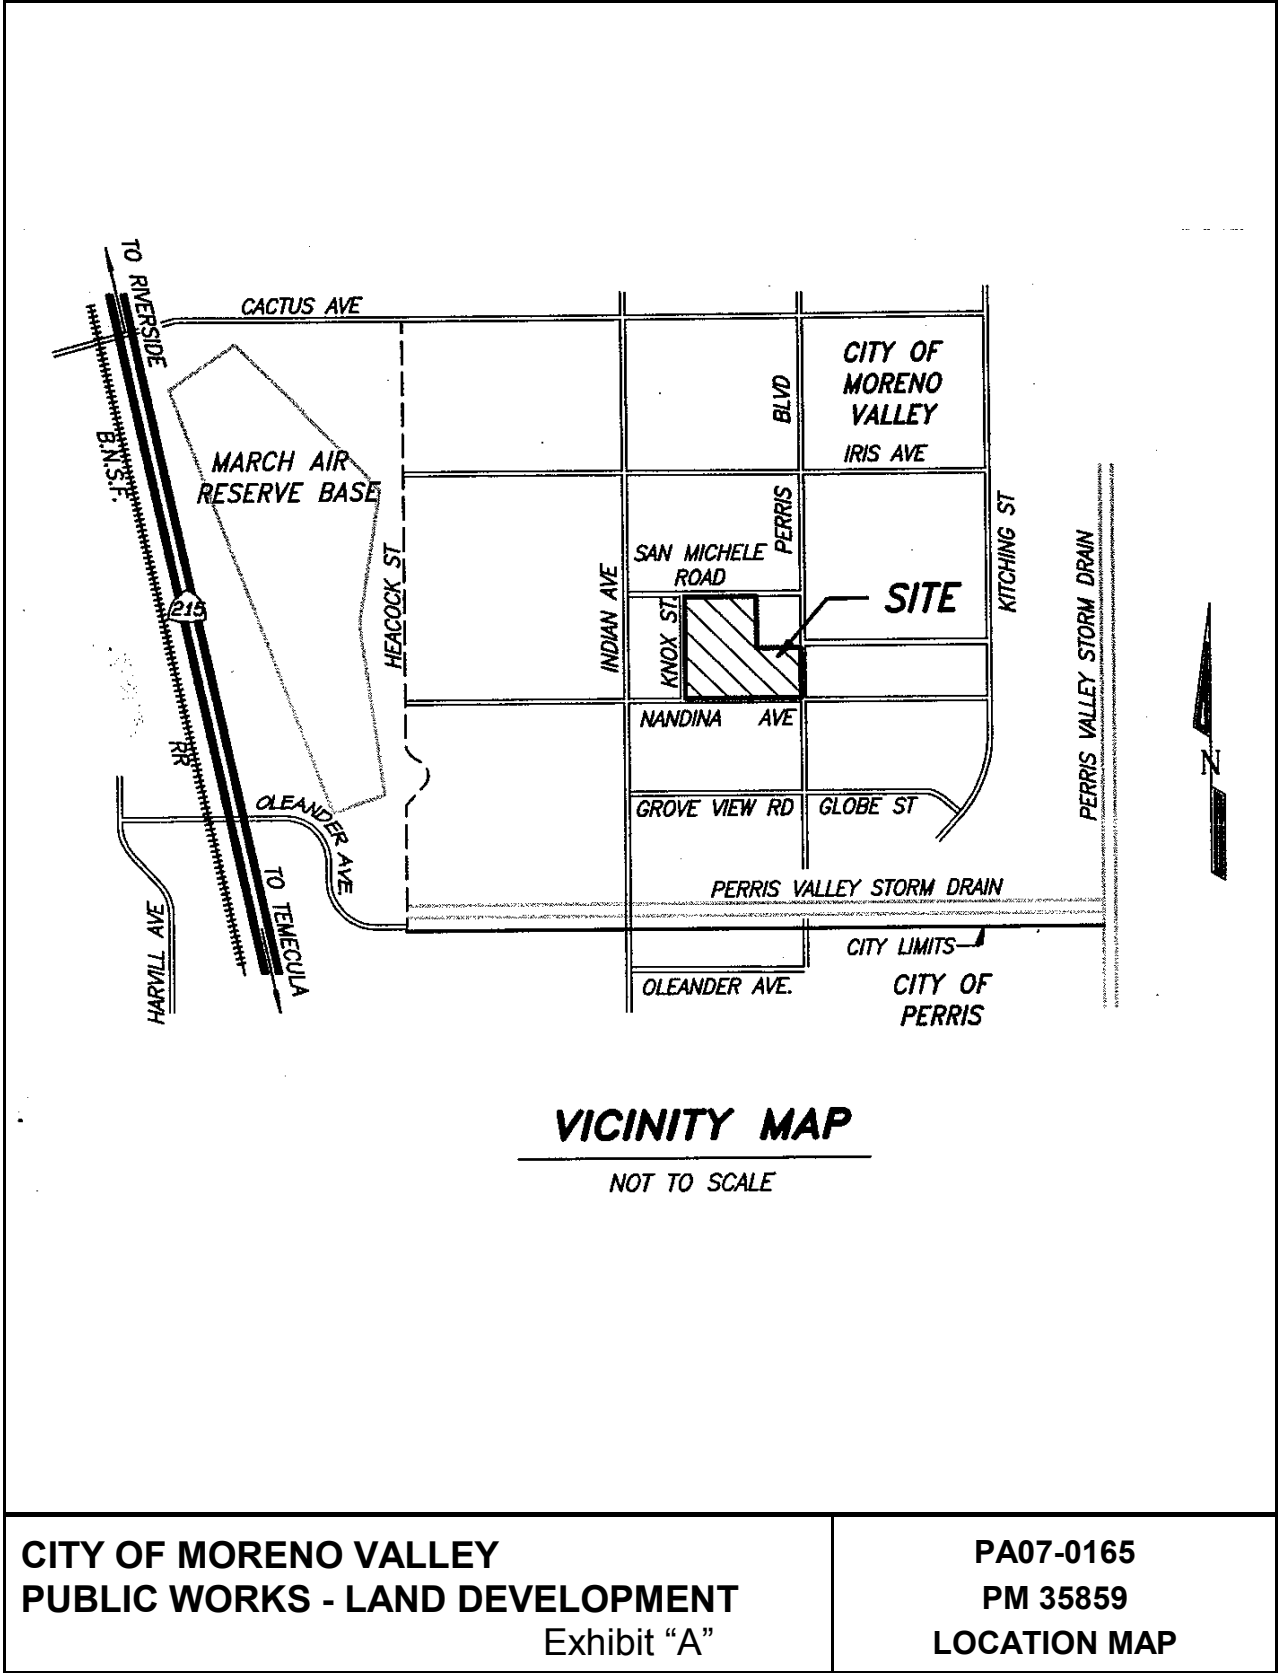 TO RIVERSIDE
CACTUS AVE
CITY OF
MORENO
VALLEY
BLVD
IRIS AVE
B.N.S.F.
MARCH AIR
RESERVE BASE
PERRIS
KITCHING ST
SAN MICHELE
ROAD
PERRIS VALLEY STORM DRAIN
HEACOCK ST
INDIAN AVE
KNOX ST.
SITE
215
NANDINA AVE
RR
N
OLEANDER AVE.
GROVE VIEW RD
GLOBE ST
TO TEMECULA
PERRIS VALLEY STORM DRAIN
HARVILL AVE
CITY LIMITS
OLEANDER AVE.
CITY OF
PERRIS
VICINITY MAP
NOT TO SCALE
CITY OF MORENO VALLEY
PUBLIC WORKS - LAND DEVELOPMENT
Exhibit “A”
PA07-0165
PM 35859
LOCATION MAP